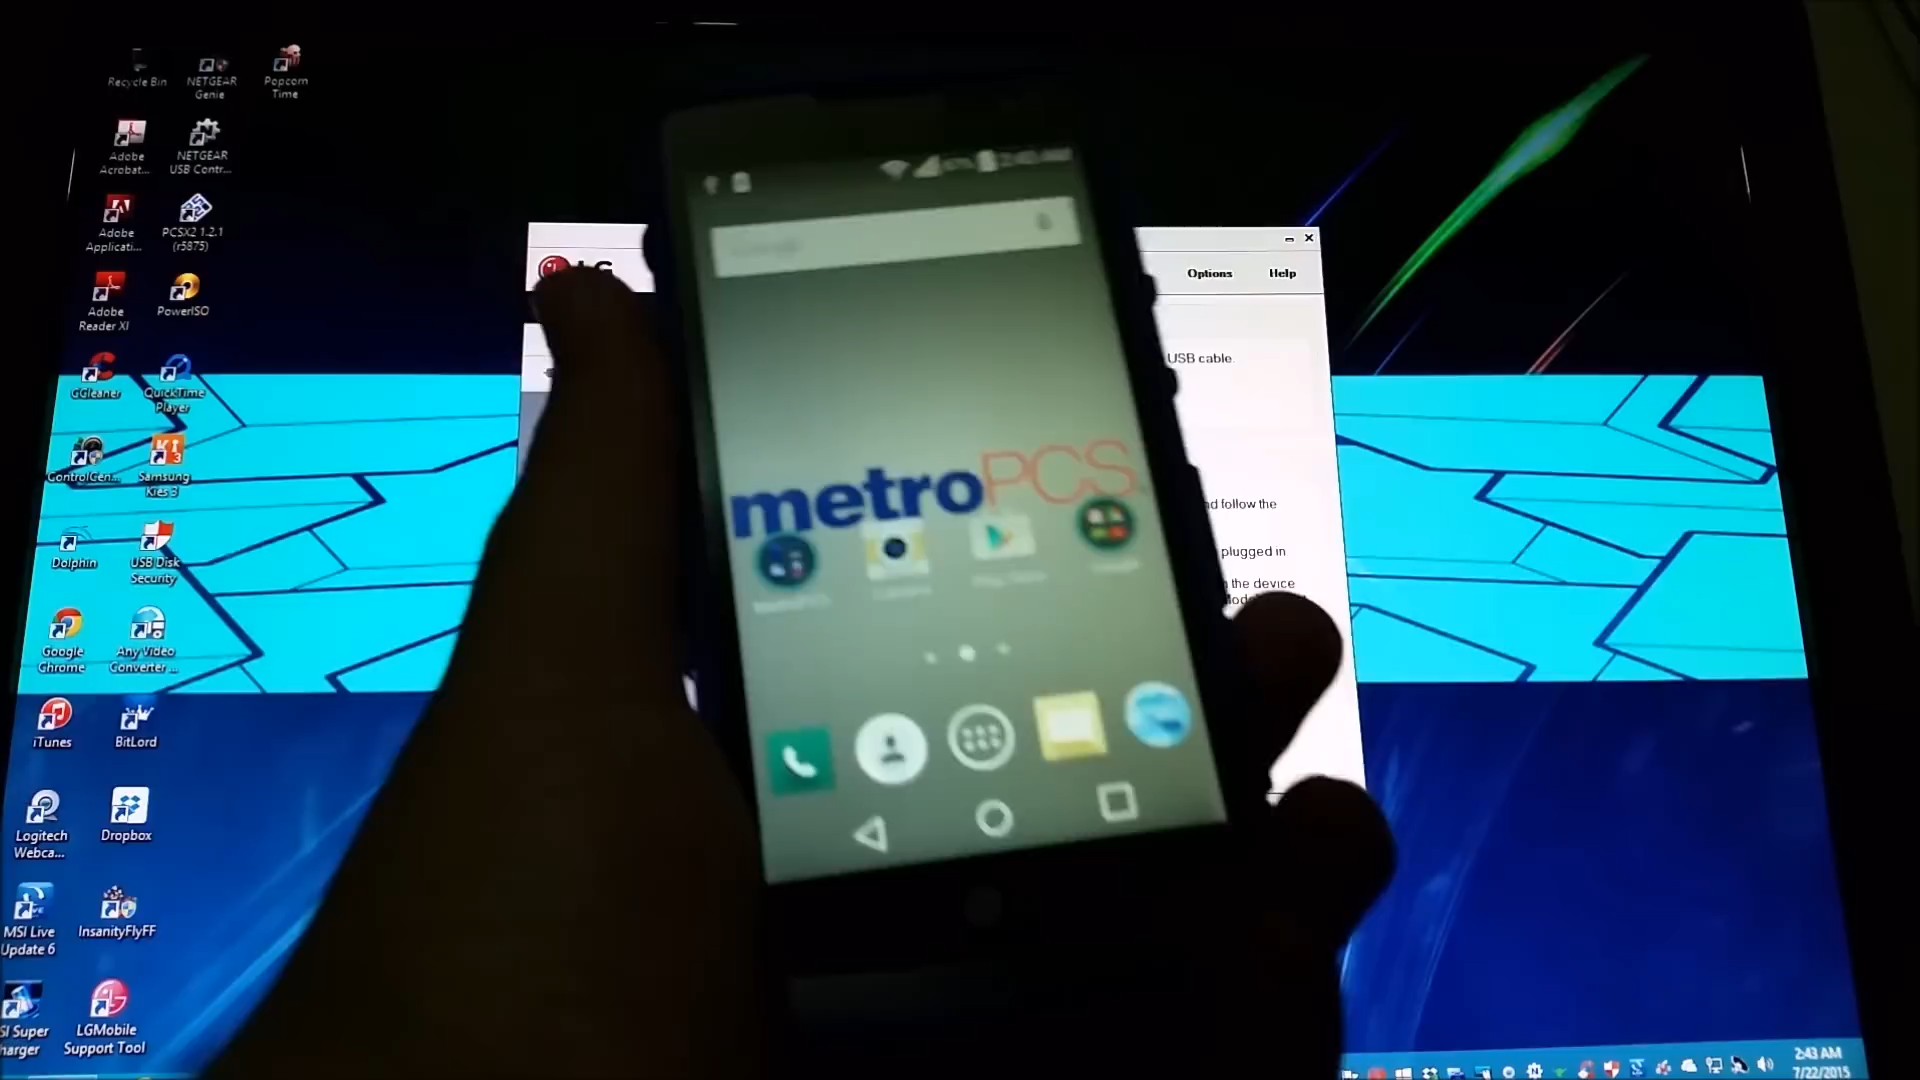 Recycle Bin
NETGEAR
Genie
Popcorn
Time
Adobe
Acrobat...
NETGEAR
USB Contr...
Adobe
Applicati...
PCSX2 1.2.1
(r5875)
Adobe
Reader XI
PowerISO
CCleaner
QuickTime
Player
ControlCen...
Samsung
Kies 3
Dolphin
USB Disk
Security
Google
Chrome
Any Video
Converter ...
iTunes
BitLord
Logitech
Webca...
Dropbox
MSI Live
Update 6
InsanityFlyFF
LGMobile
Support Tool
LG
Options
Help
USB cable.
follow the
plugged in
the device
metroPCS
2:43 AM
7/22/2015